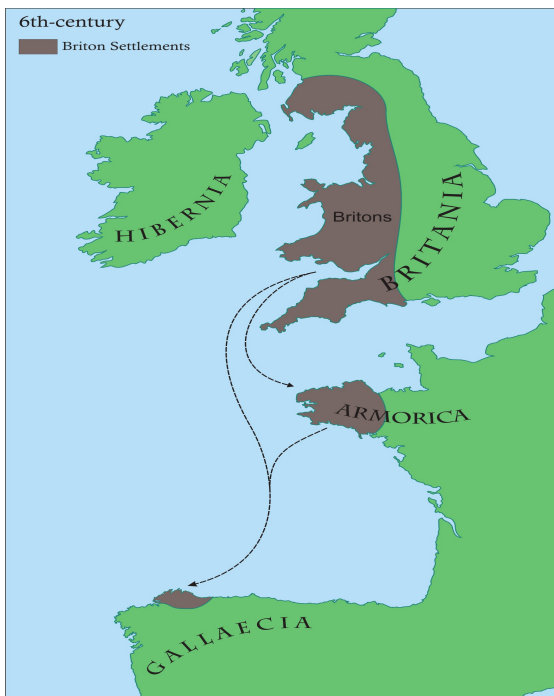 6th-century
Briton Settlements
HIBERNIA
Britons
BRITANIA
ARMORICA
GALLAECIA